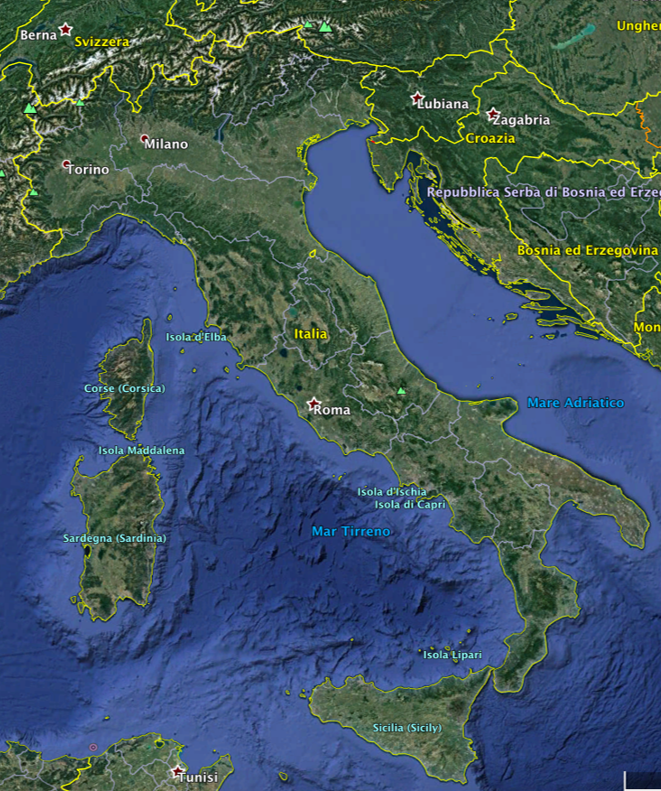 Berna
Svizzera
Ungher
Lubiana
Zagabria
Croazia
Milano
Torino
Repubblica Serba di Bosnia ed Erze
Bosnia ed Erzegovina
Mon
Isola d'Elba
Italia
Corse (Corsica)
Roma
Mare Adriatico
Isola Maddalena
Isola d'Ischia
Isola di Capri
Mar Tirreno
Sardegna (Sardinia)
Isola Lipari
Sicilia (Sicily)
Tunisi